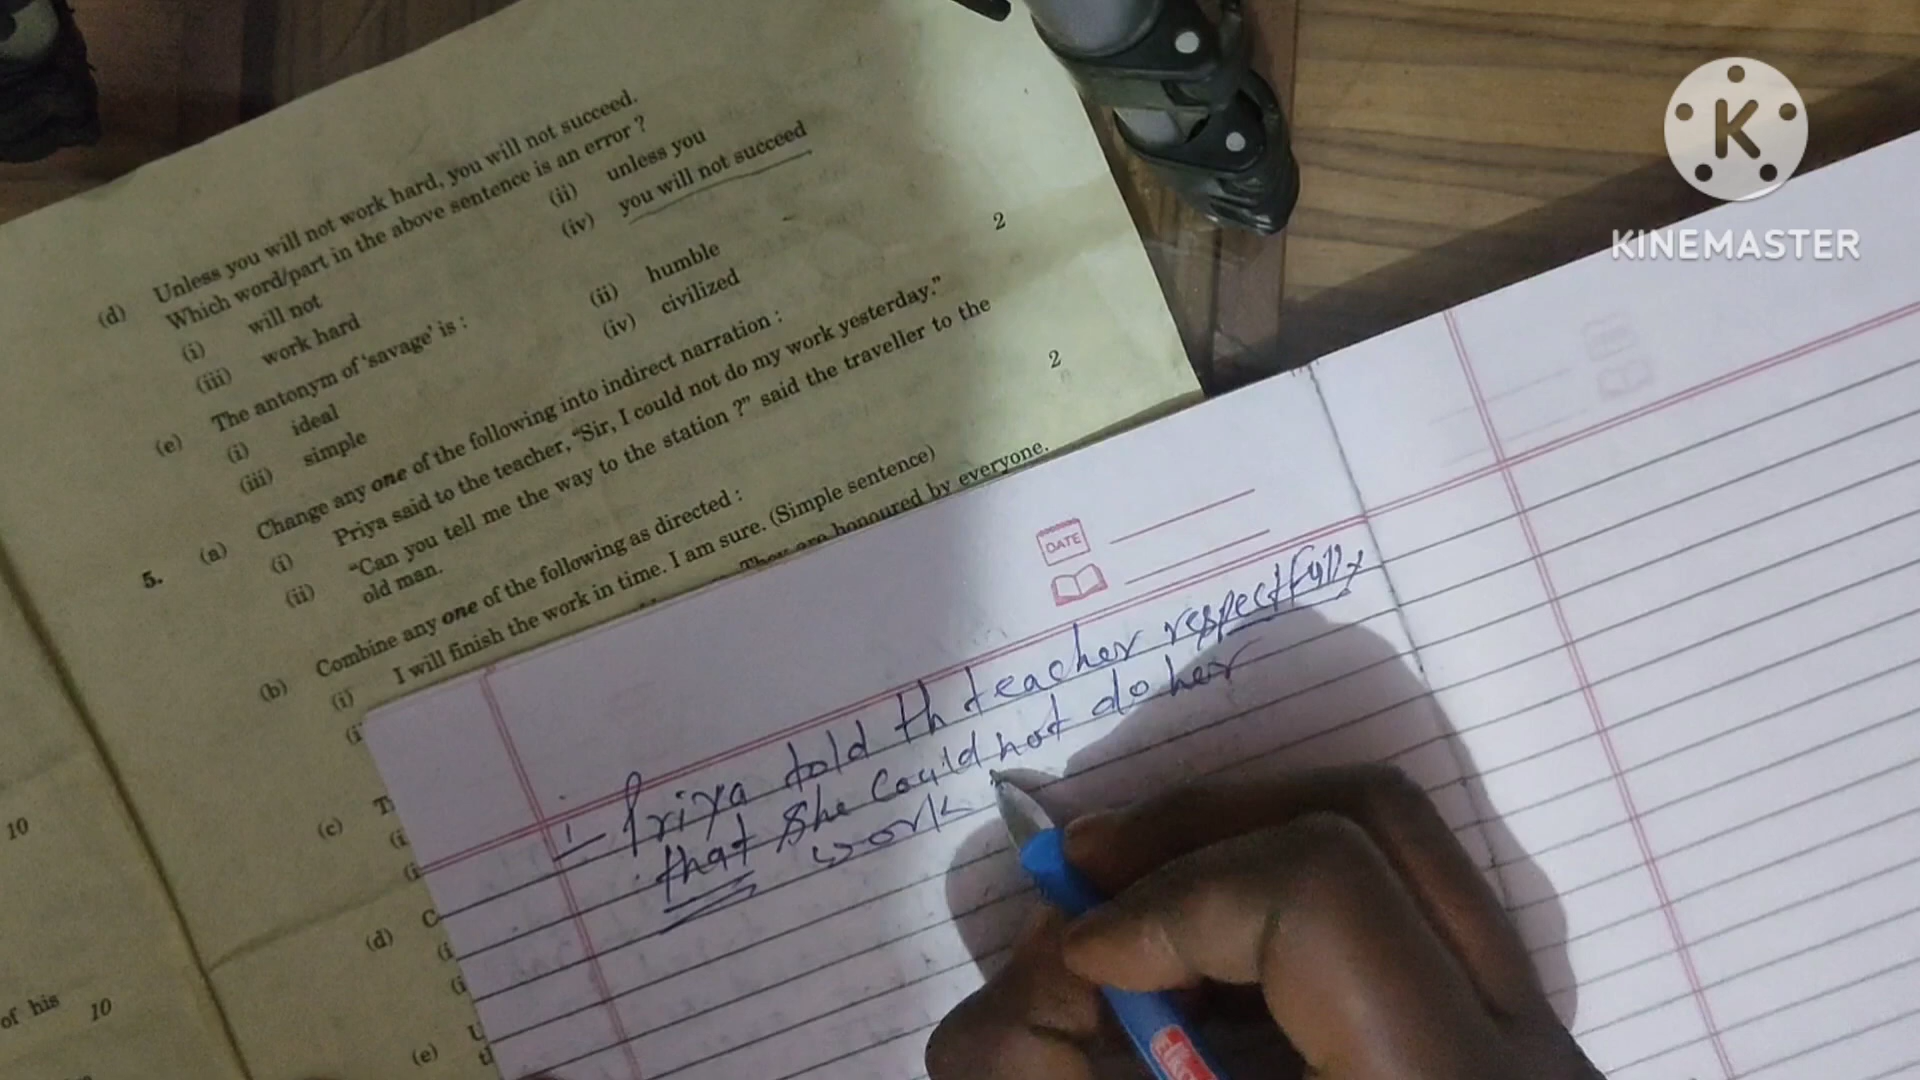 (d) Unless you will not work hard, you will not succeed.
Which word/part in the above sentence is an error ?
(i) will not (ii) unless you
(iii) work hard (iv) you will not succeed
(e) The antonym of 'savage' is :
(i) ideal (ii) humble
(iii) simple (iv) civilized
2
5. (a) Change any one of the following into indirect narration :
(i) Priya said to the teacher, "Sir, I could not do my work yesterday."
(ii) "Can you tell me the way to the station ?" said the traveller to the
old man.
2
(b) Combine any one of the following as directed :
(i) I will finish the work in time. I am sure. (Simple sentence)
They are honoured by everyone.
(c)
(d)
(e)
10
of his 10
DATE
i- Priya told th teacher respectfully
that She Could not do her
work
K
KINEMASTER